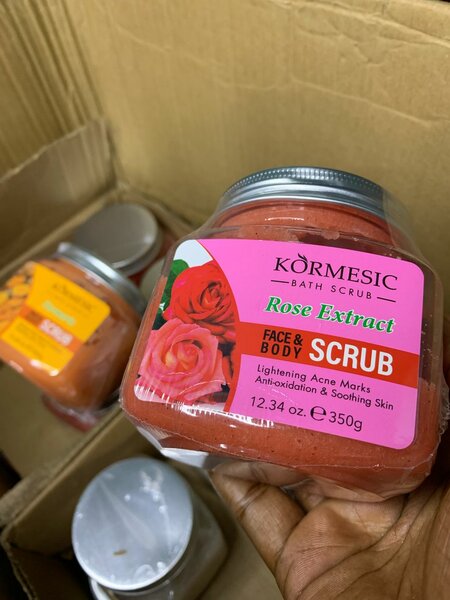 KORMESIC
BATH SCRUB
Rose Extract
FACE &
BODY
SCRUB
Lightening Acne Marks
Anti-oxidation & Soothing Skin
12.34 oz. ℮ 350g
SCRUB